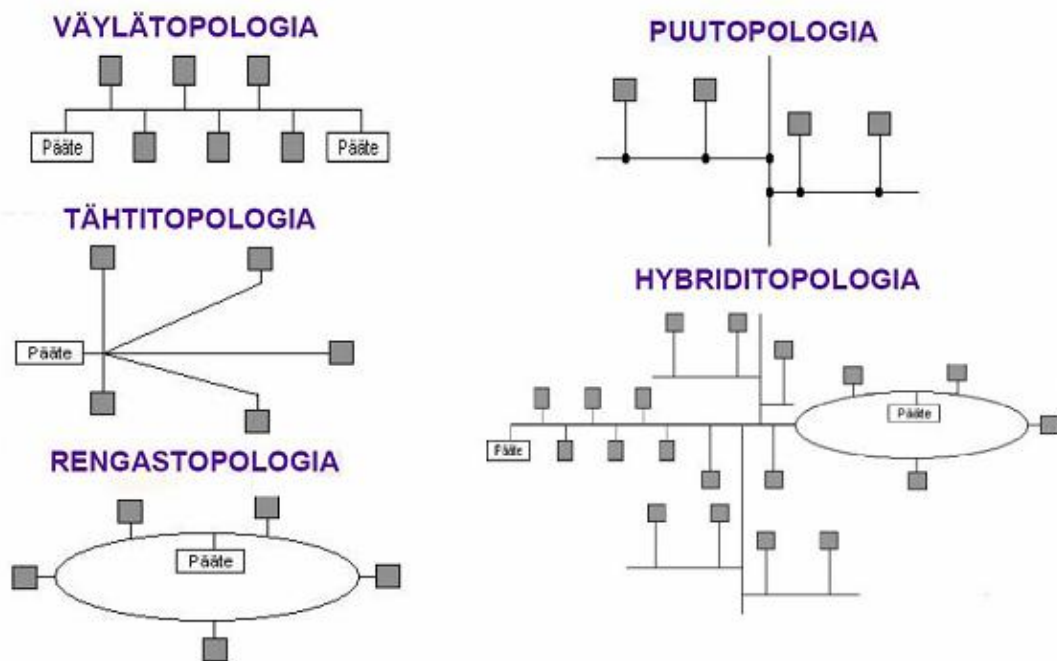 VÄYLÄTOPOLOGIA
Pääte
Pääte
TÄHTITOPOLOGIA
Pääte
RENGASTOPOLOGIA
Pääte
PUUTOPOLOGIA
HYBRIDITOPOLOGIA
Pääte
Pääte